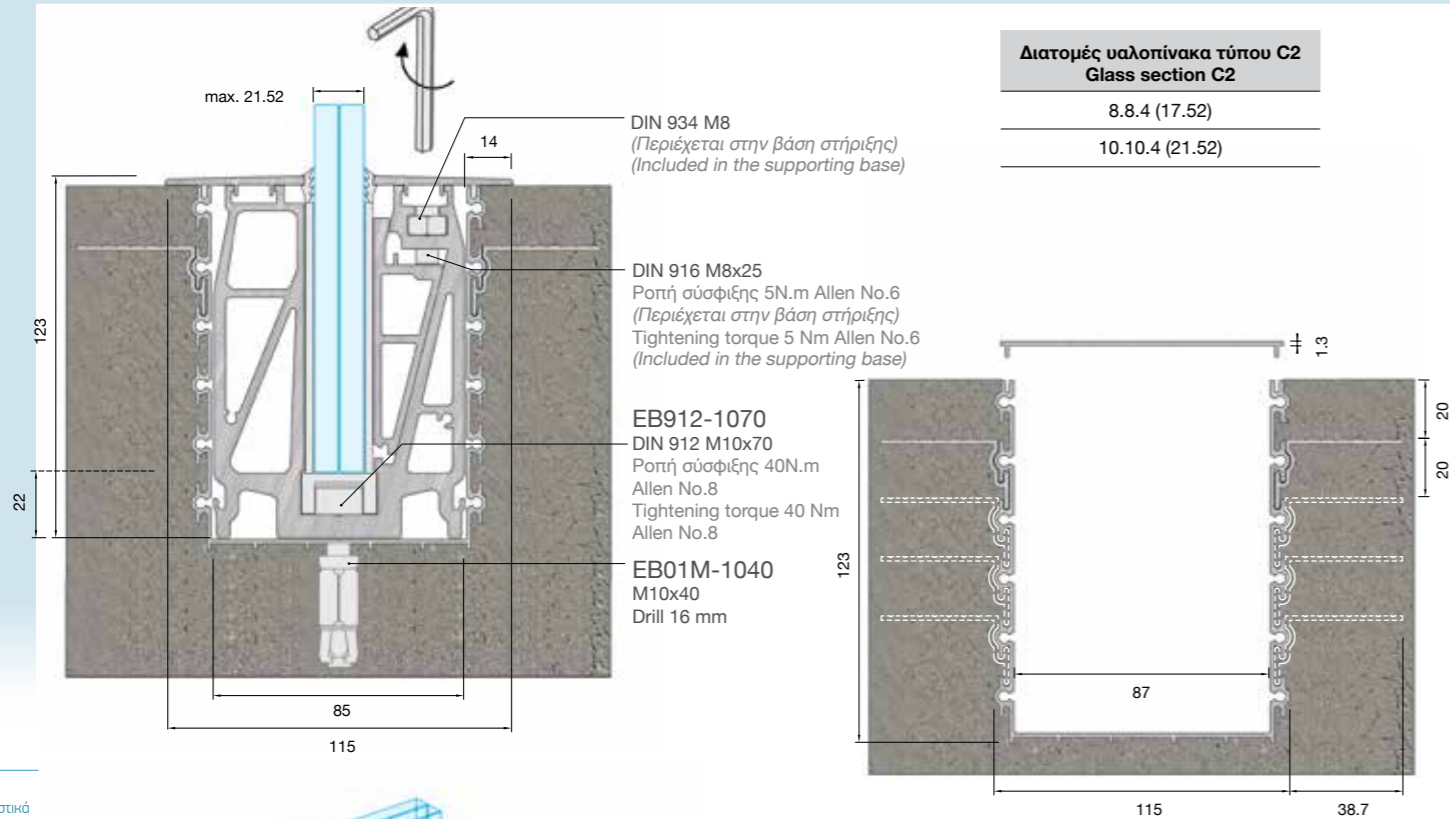 Διατομές υαλοπίνακα τύπου C2
Glass section C2
8.8.4 (17.52)
10.10.4 (21.52)
max. 21.52
14
DIN 934 M8
(Περιέχεται στην βάση στήριξης)
(Included in the supporting base)
DIN 916 M8x25
Ροπή σύσφιξης 5N.m Allen No.6
(Περιέχεται στην βάση στήριξης)
Tightening torque 5 Nm Allen No.6
(Included in the supporting base)
EB912-1070
DIN 912 M10x70
Ροπή σύσφιξης 40N.m
Allen No.8
Tightening torque 40 Nm
Allen No.8
EB01M-1040
M10x40
Drill 16 mm
123
22
85
115
1.3
20
20
123
87
115
38.7
στικά